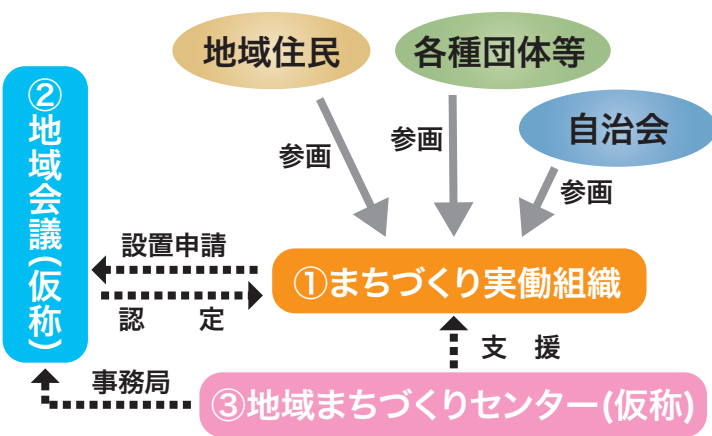 地域住民
各種団体等
自治会
参画
参画
参画
②地域会議(仮称)
設置申請
認 定
①まちづくり実働組織
支 援
事務局
③地域まちづくりセンター(仮称)